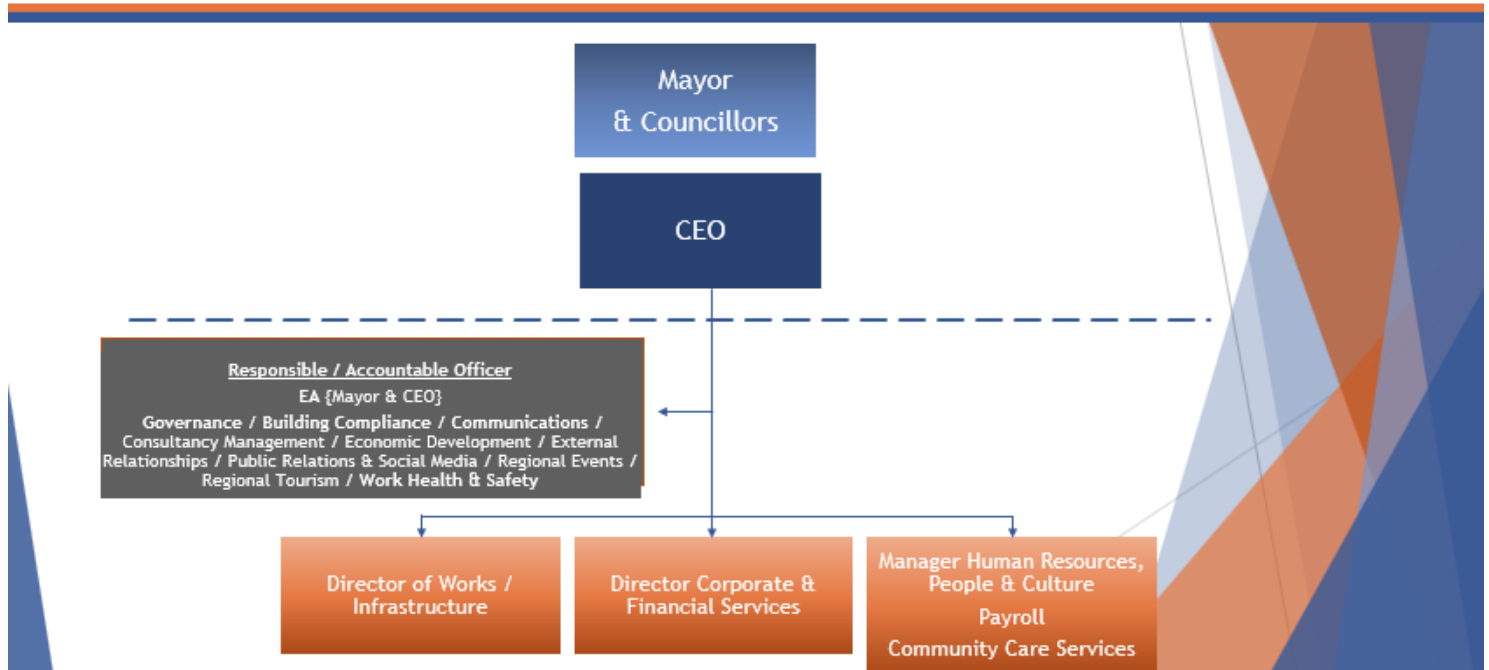 Mayor
& Councillors
CEO
Responsible / Accountable Officer
EA {Mayor & CEO}
Governance / Building Compliance / Communications /
Consultancy Management / Economic Development / External
Relationships / Public Relations & Social Media / Regional Events /
Regional Tourism / Work Health & Safety
Director of Works /
Infrastructure
Director Corporate &
Financial Services
Manager Human Resources,
People & Culture
Payroll
Community Care Services